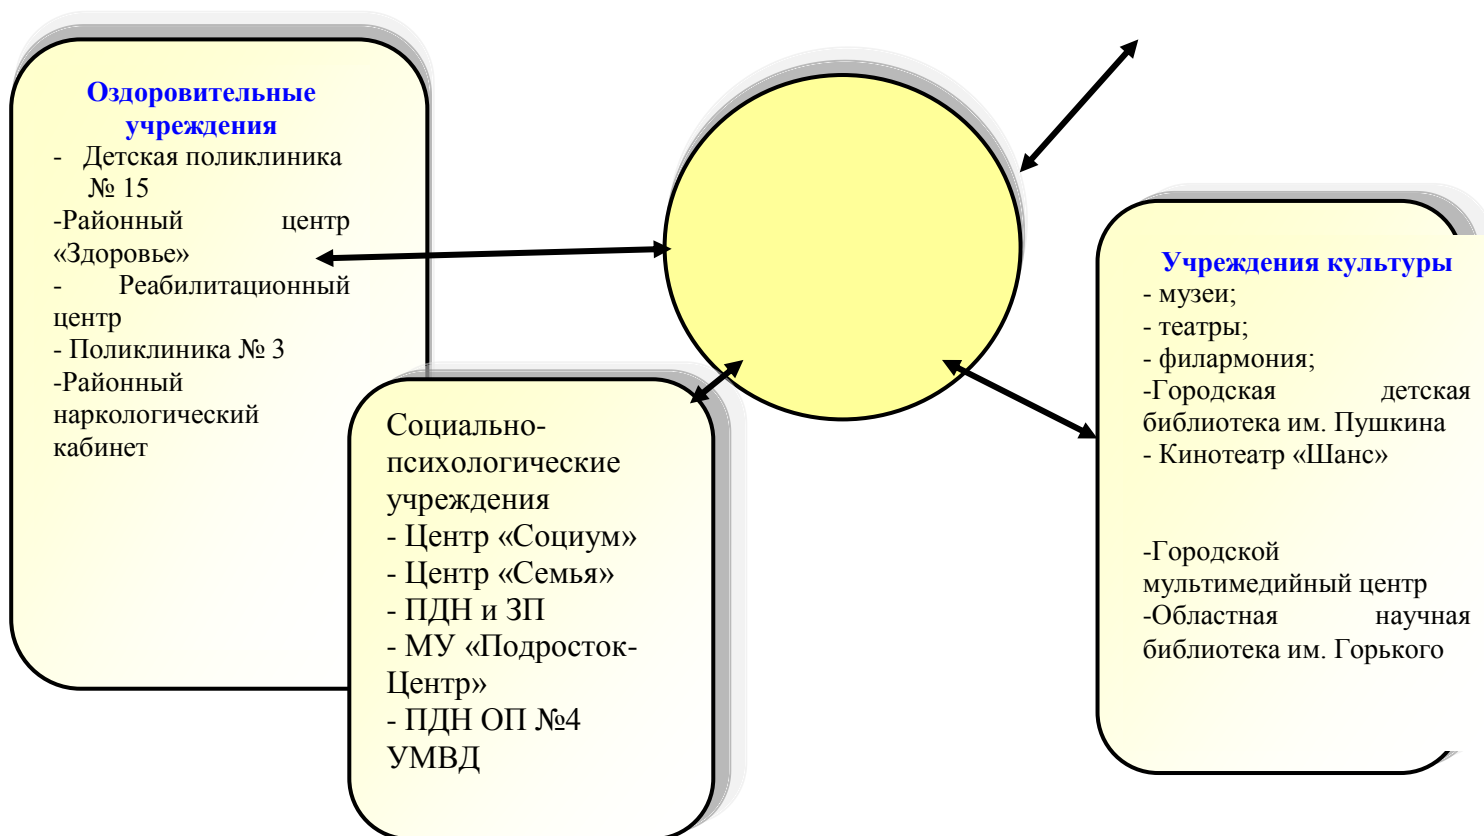 Оздоровительные
учреждения
- Детская поликлиника
№ 15
-Районный центр
«Здоровье»
- Реабилитационный
центр
- Поликлиника № 3
-Районный
наркологический
кабинет
Социально-
психологические
учреждения
- Центр «Социум»
- Центр «Семья»
- ПДН и ЗП
- МУ «Подросток-
Центр»
- ПДН ОП №4
УМВД
Учреждения культуры
- музеи;
- театры;
- филармония;
-Городская детская
библиотека им. Пушкина
- Кинотеатр «Шанс»
-Городской
мультимедийный центр
-Областная научная
библиотека им. Горького